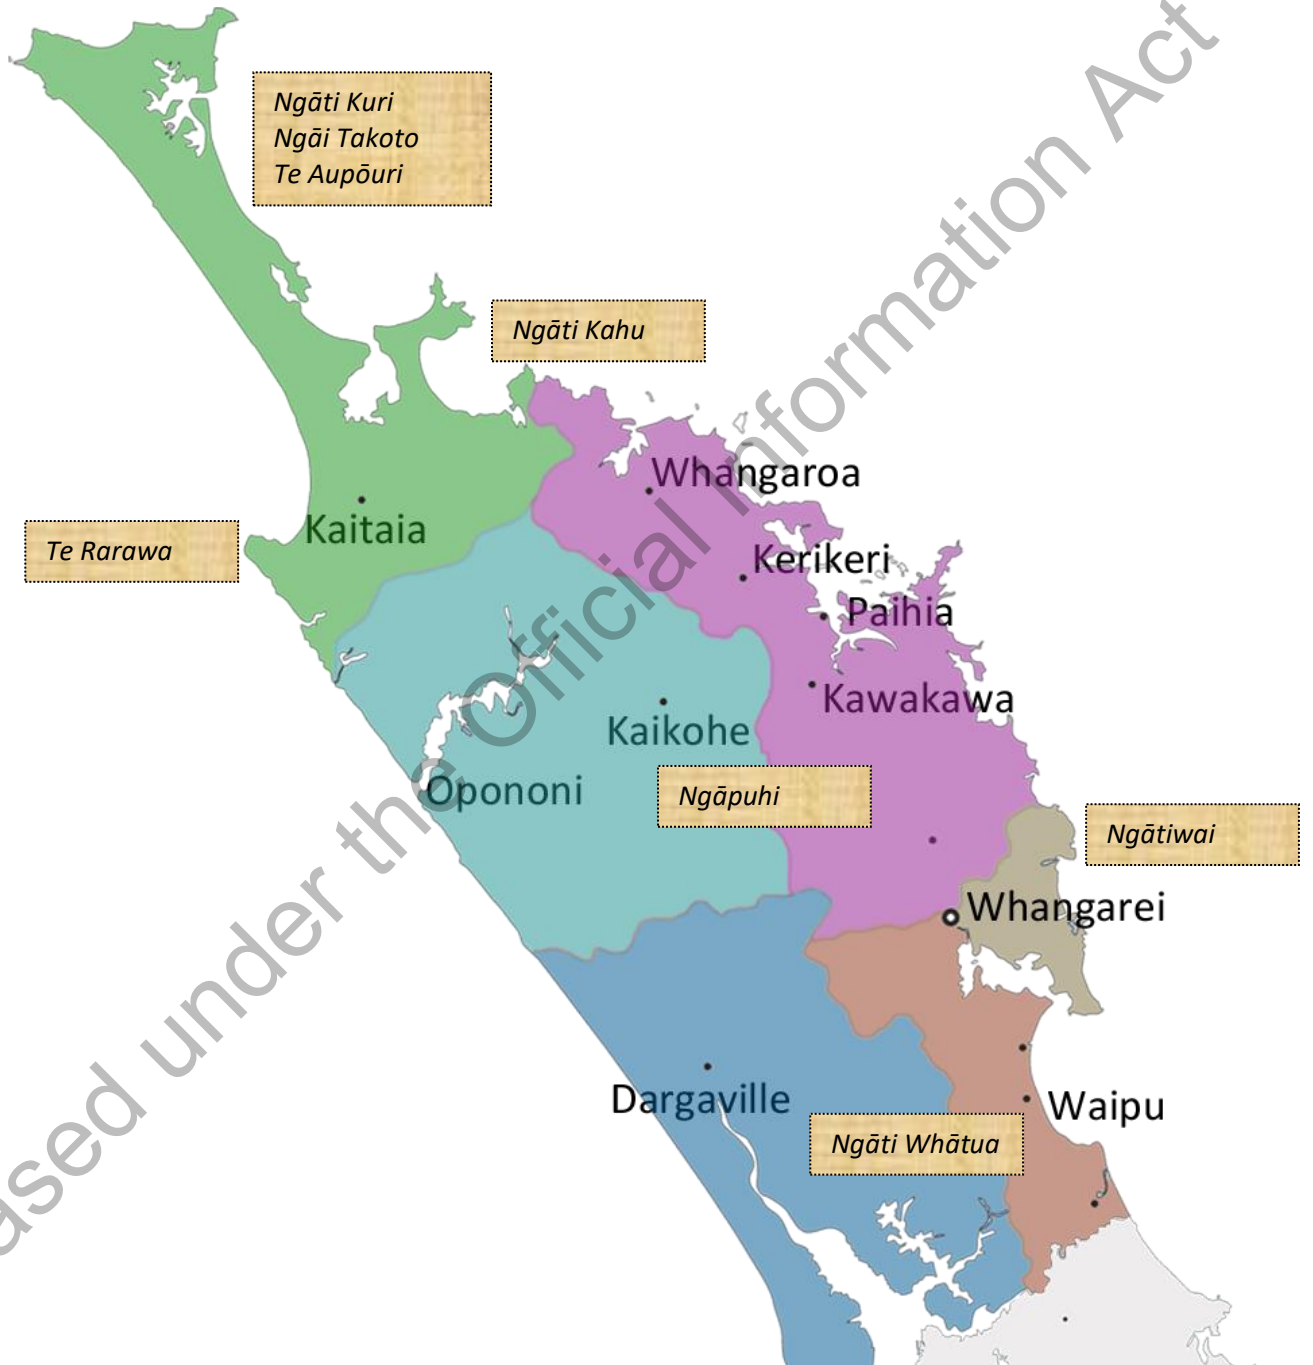 Ngāti Kuri
Ngāi Takoto
Te Aupōuri
Ngāti Kahu
Whangaroa
Kaitaia
Te Rarawa
Kerikeri
Paihia
Kawakawa
Kaikohe
Opononi
Ngāpuhi
Ngātiwai
Whangarei
Dargaville
Waipu
Ngāti Whātua
ased under the Official Information Act